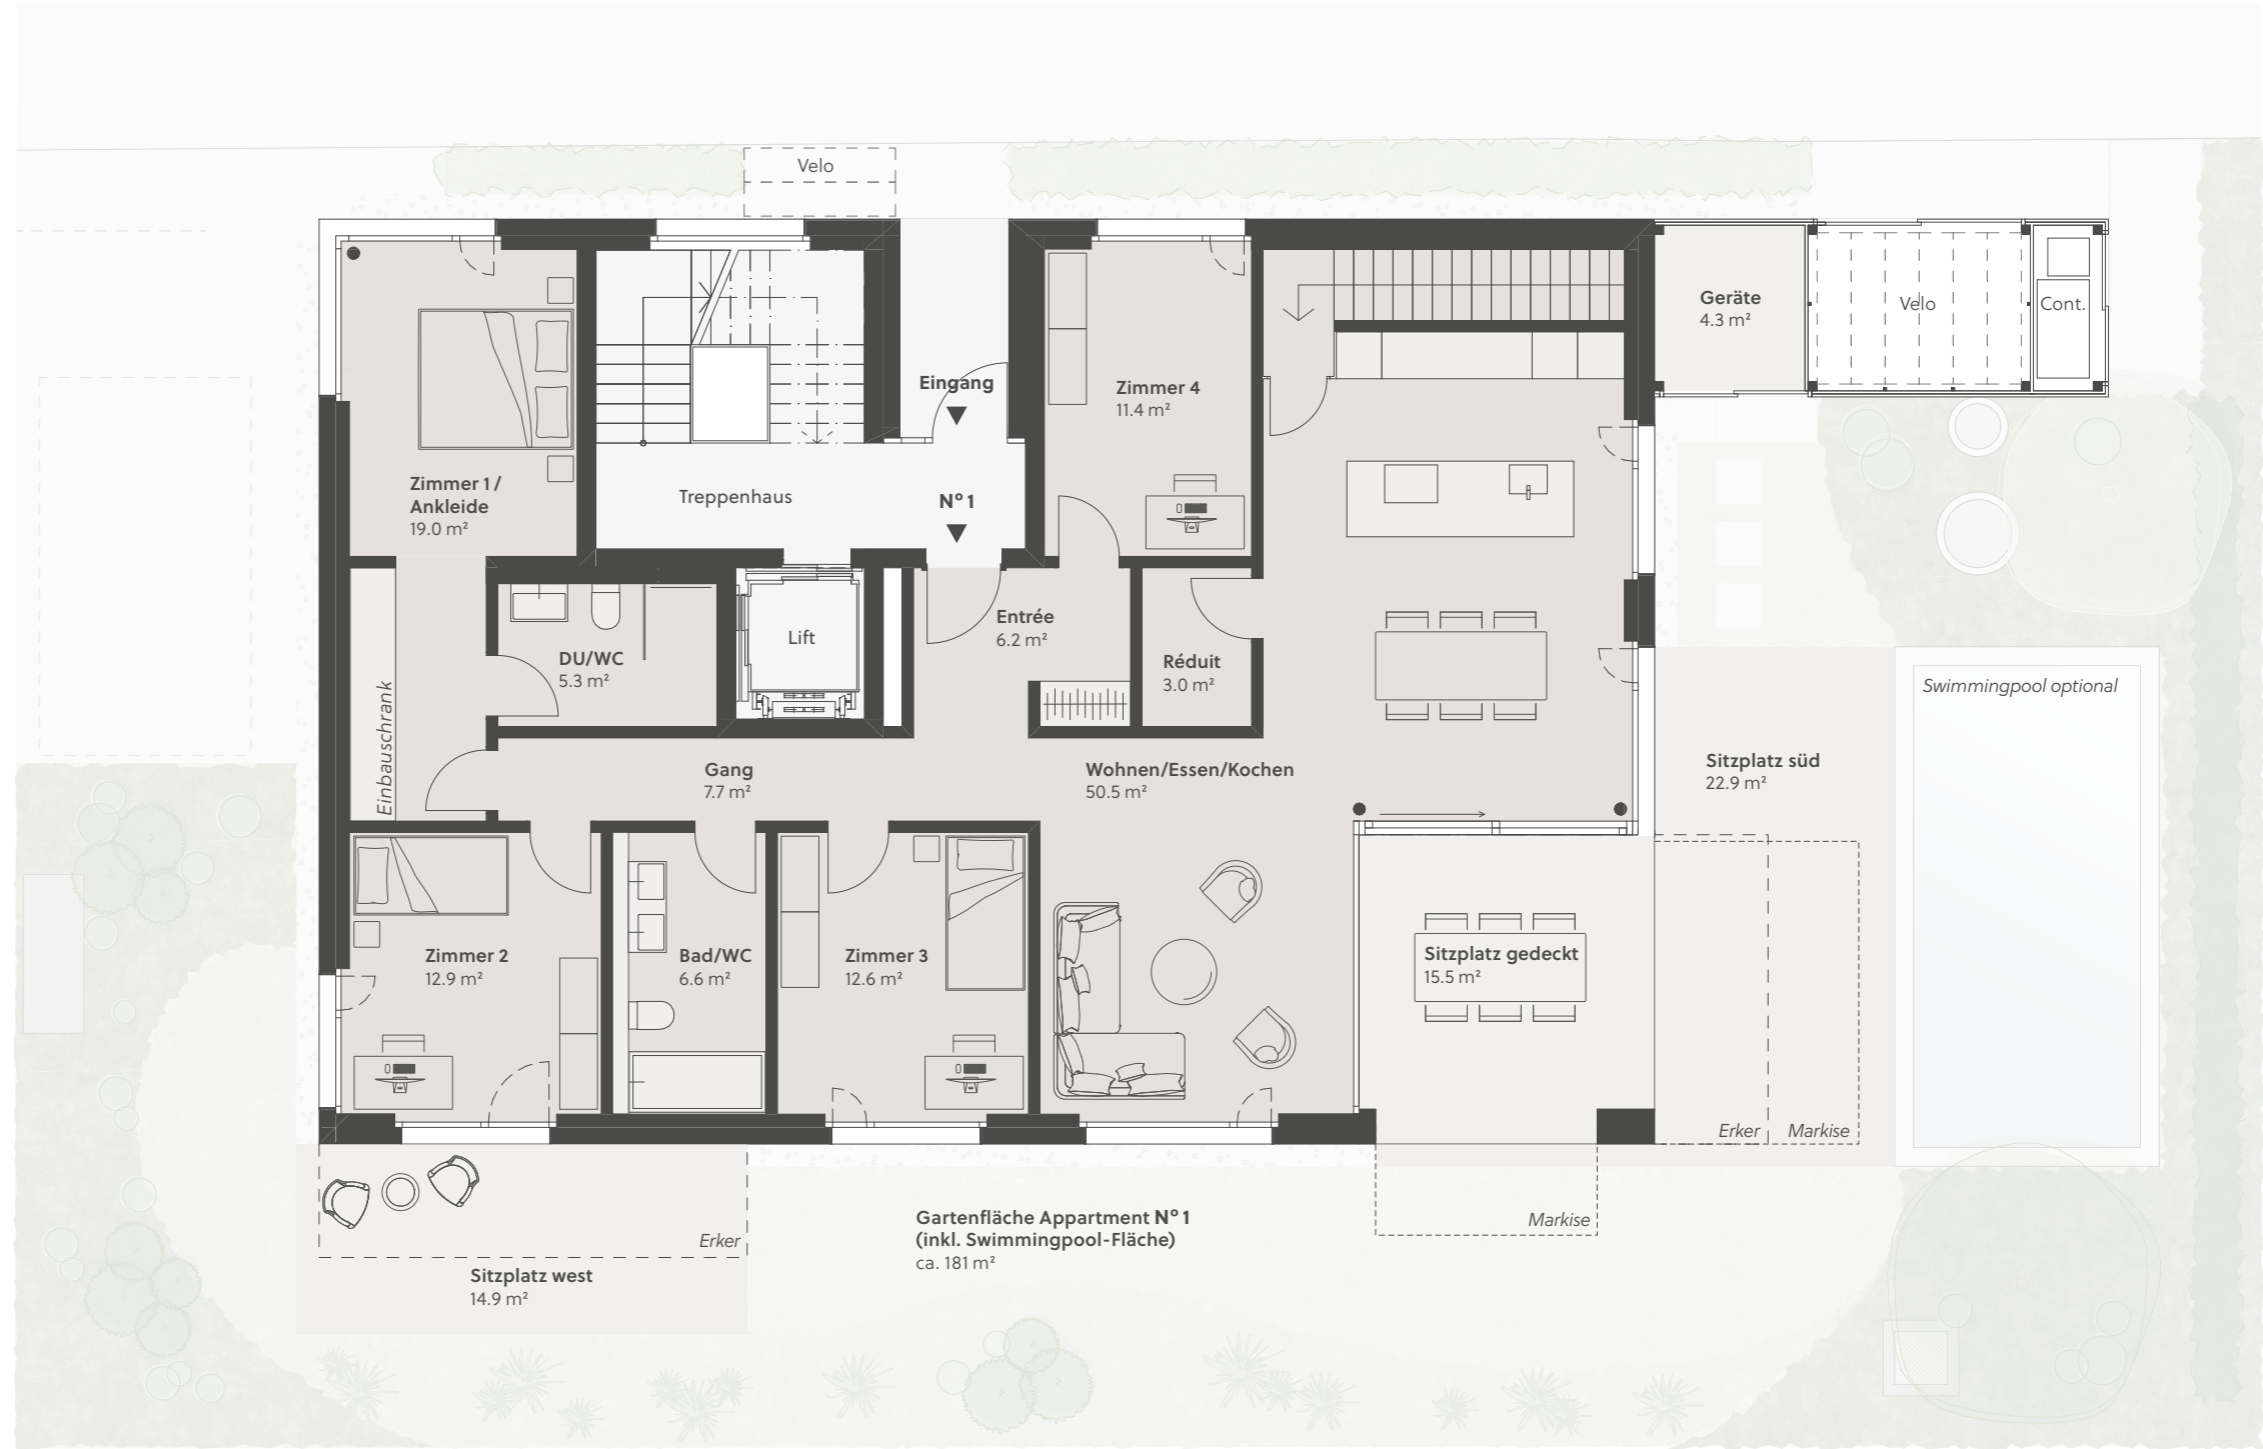 Velo
Geräte
4.3 m²
Velo
Cont.
Eingang
Zimmer 4
11.4 m²
Zimmer 1 /
Ankleide
19.0 m²
Treppenhaus
N° 1
Entrée
6.2 m²
Lift
DU/WC
5.3 m²
Réduit
3.0 m²
Einbauschrank
Swimmingpool optional
Gang
7.7 m²
Wohnen/Essen/Kochen
50.5 m²
Sitzplatz süd
22.9 m²
Zimmer 2
12.9 m²
Bad/WC
6.6 m²
Zimmer 3
12.6 m²
Sitzplatz gedeckt
15.5 m²
Erker
Markise
Erker
Sitzplatz west
14.9 m²
Gartenfläche Appartment N° 1
(inkl. Swimmingpool-Fläche)
ca. 181 m²
Markise